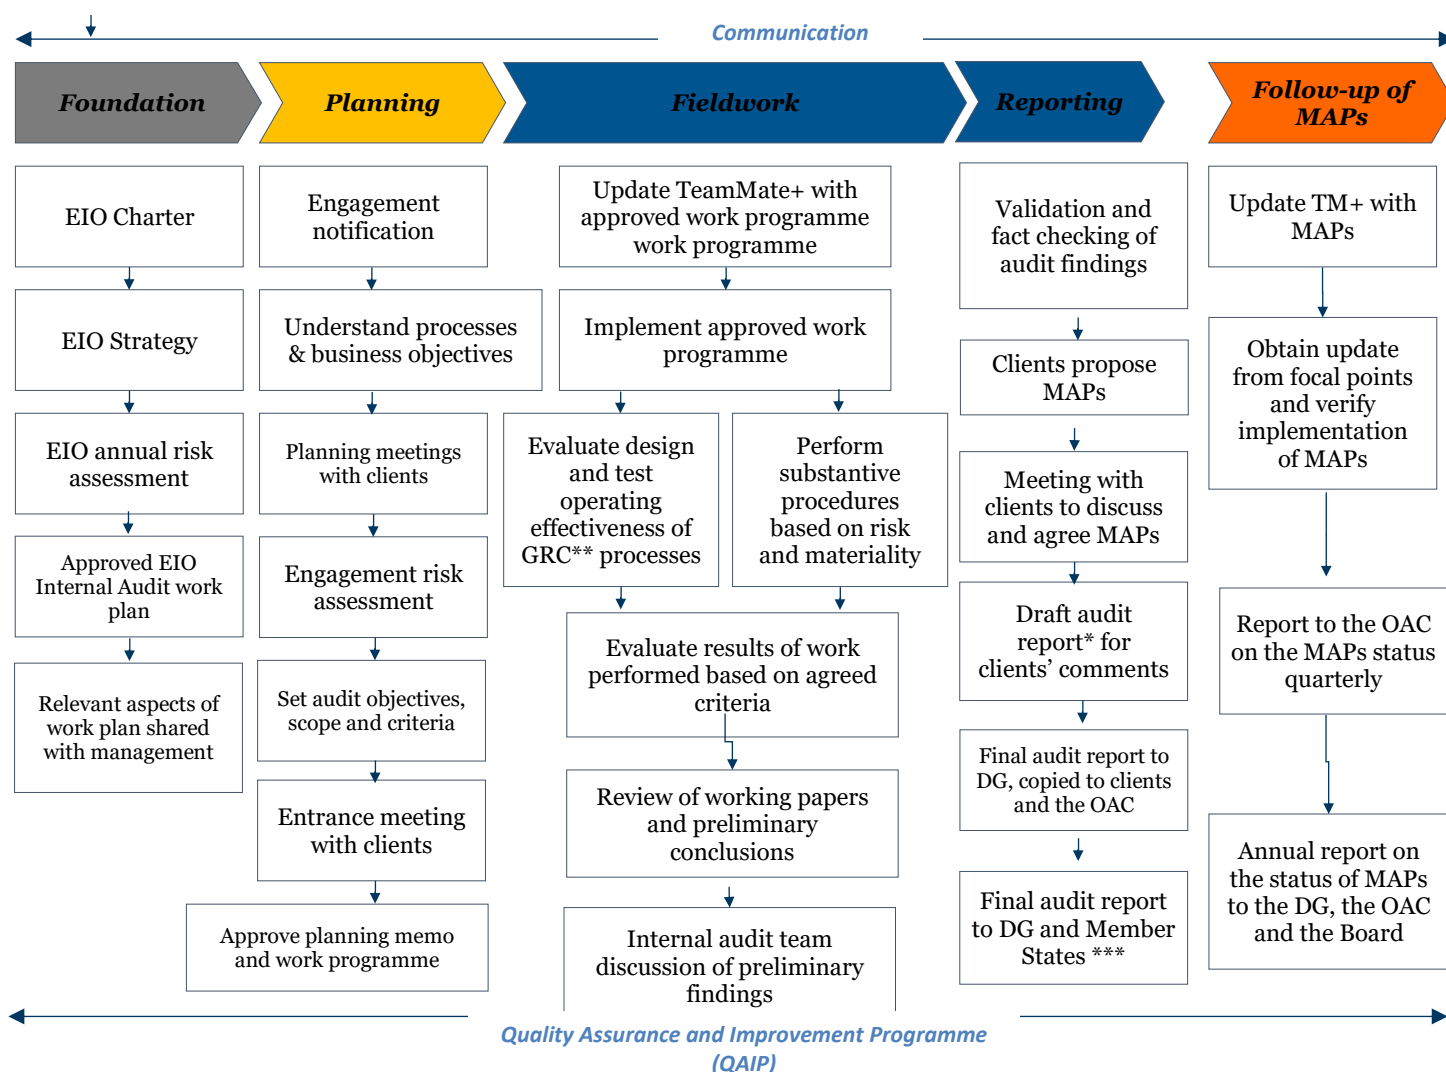 Communication
Foundation
Planning
Fieldwork
Reporting
Follow-up of
MAPs
EIO Charter
EIO Strategy
EIO annual risk
assessment
Approved EIO
Internal Audit work
plan
Relevant aspects of
work plan shared
with management
Engagement
notification
Understand processes
& business objectives
Planning meetings
with clients
Engagement risk
assessment
Set audit objectives,
scope and criteria
Entrance meeting
with clients
Approve planning memo
and work programme
Update TeamMate+ with
approved work programme
work programme
Implement approved work
programme
Evaluate design
and test
operating
effectiveness of
GRC** processes
Perform
substantive
procedures
based on risk
and materiality
Evaluate results of work
performed based on agreed
criteria
Review of working papers
and preliminary
conclusions
Internal audit team
discussion of preliminary
findings
Validation and
fact checking of
audit findings
Clients propose
MAPs
Meeting with
clients to discuss
and agree MAPs
Draft audit
report* for
clients’ comments
Final audit report to
DG, copied to clients
and the OAC
Final audit report
to DG and Member
States ***
Update TM+ with
MAPs
Obtain update
from focal points
and verify
implementation
of MAPs
Report to the OAC
on the MAPs status
quarterly
Annual report on
the status of MAPs
to the DG, the OAC
and the Board
Quality Assurance and Improvement Programme
(QAIP)